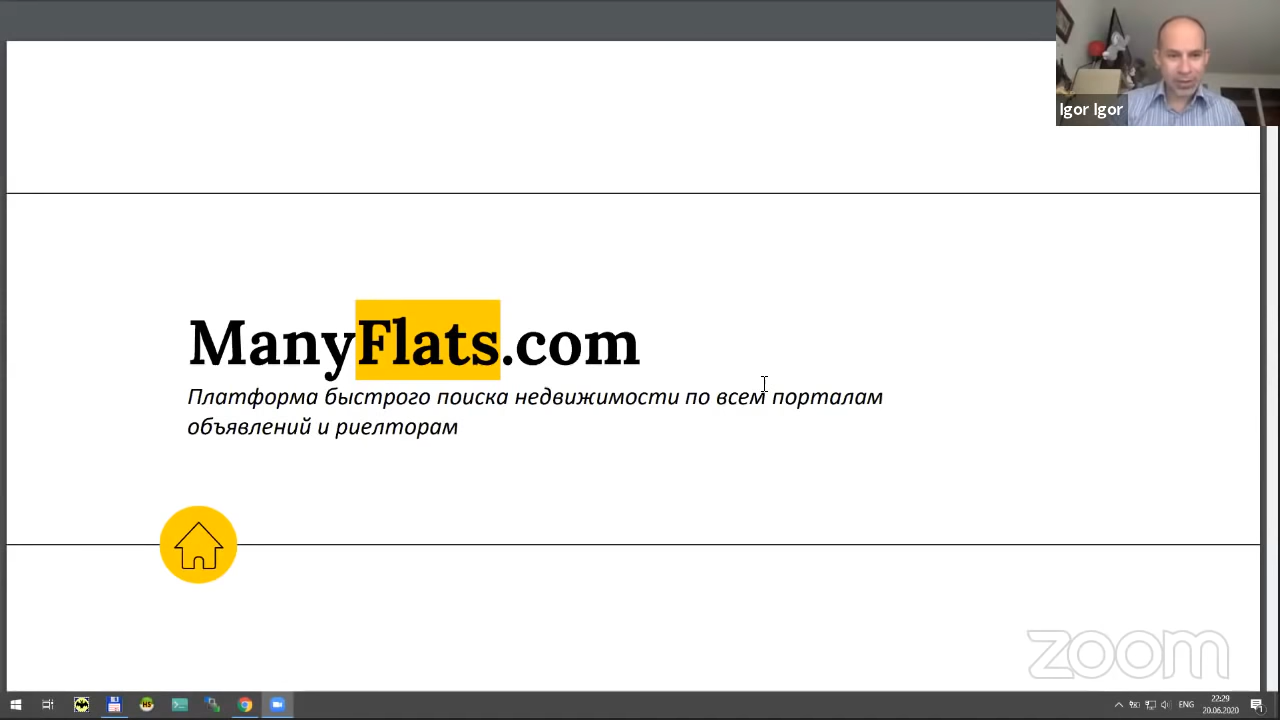 Igor Igor
ManyFlats.com
Платформа быстрого поиска недвижимости по всем порталам
объявлений и риелторам
zoom
HS
ENG
22:29
20.06.2020